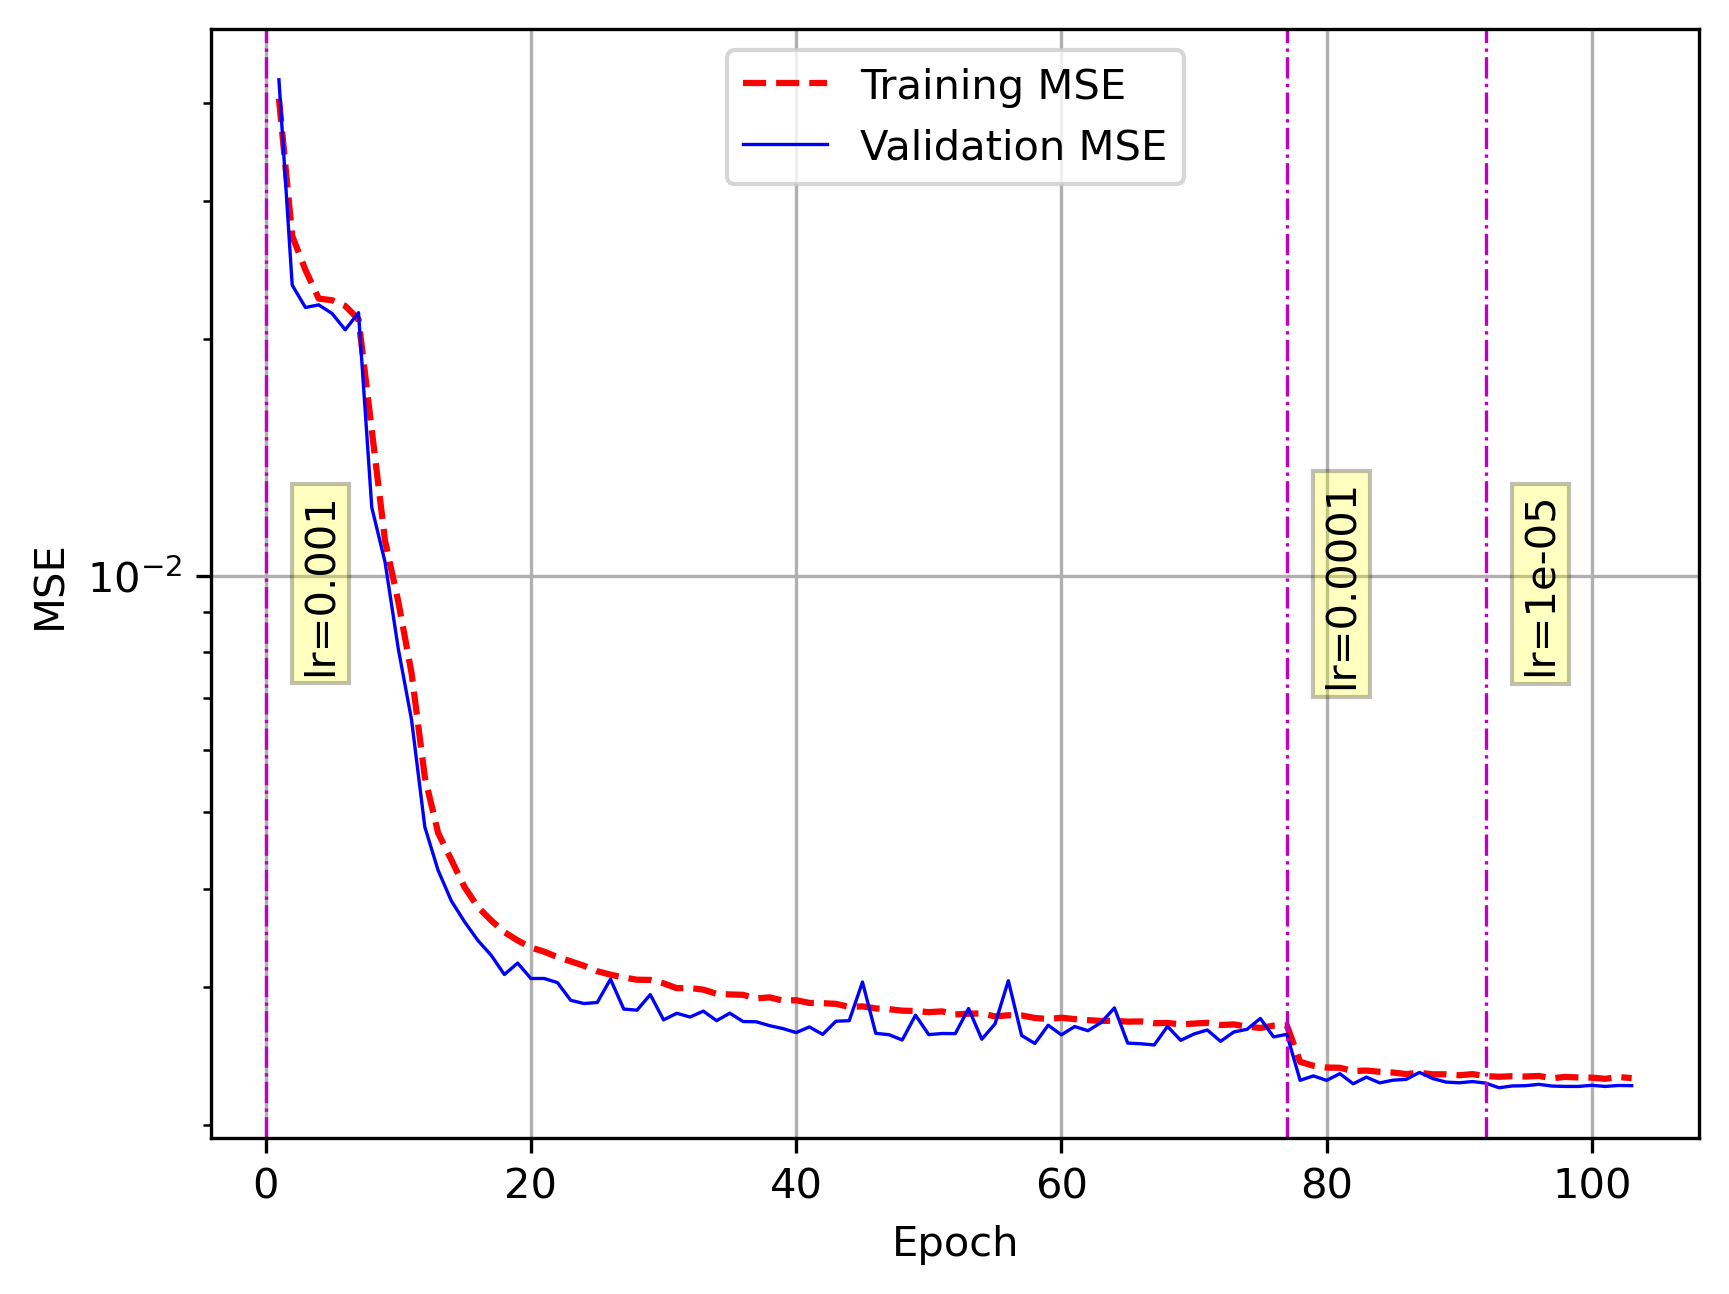 Training MSE
Validation MSE
MSE
10⁻²
lr=0.001
lr=0.0001
lr=1e-05
0
20
40
60
80
100
Epoch